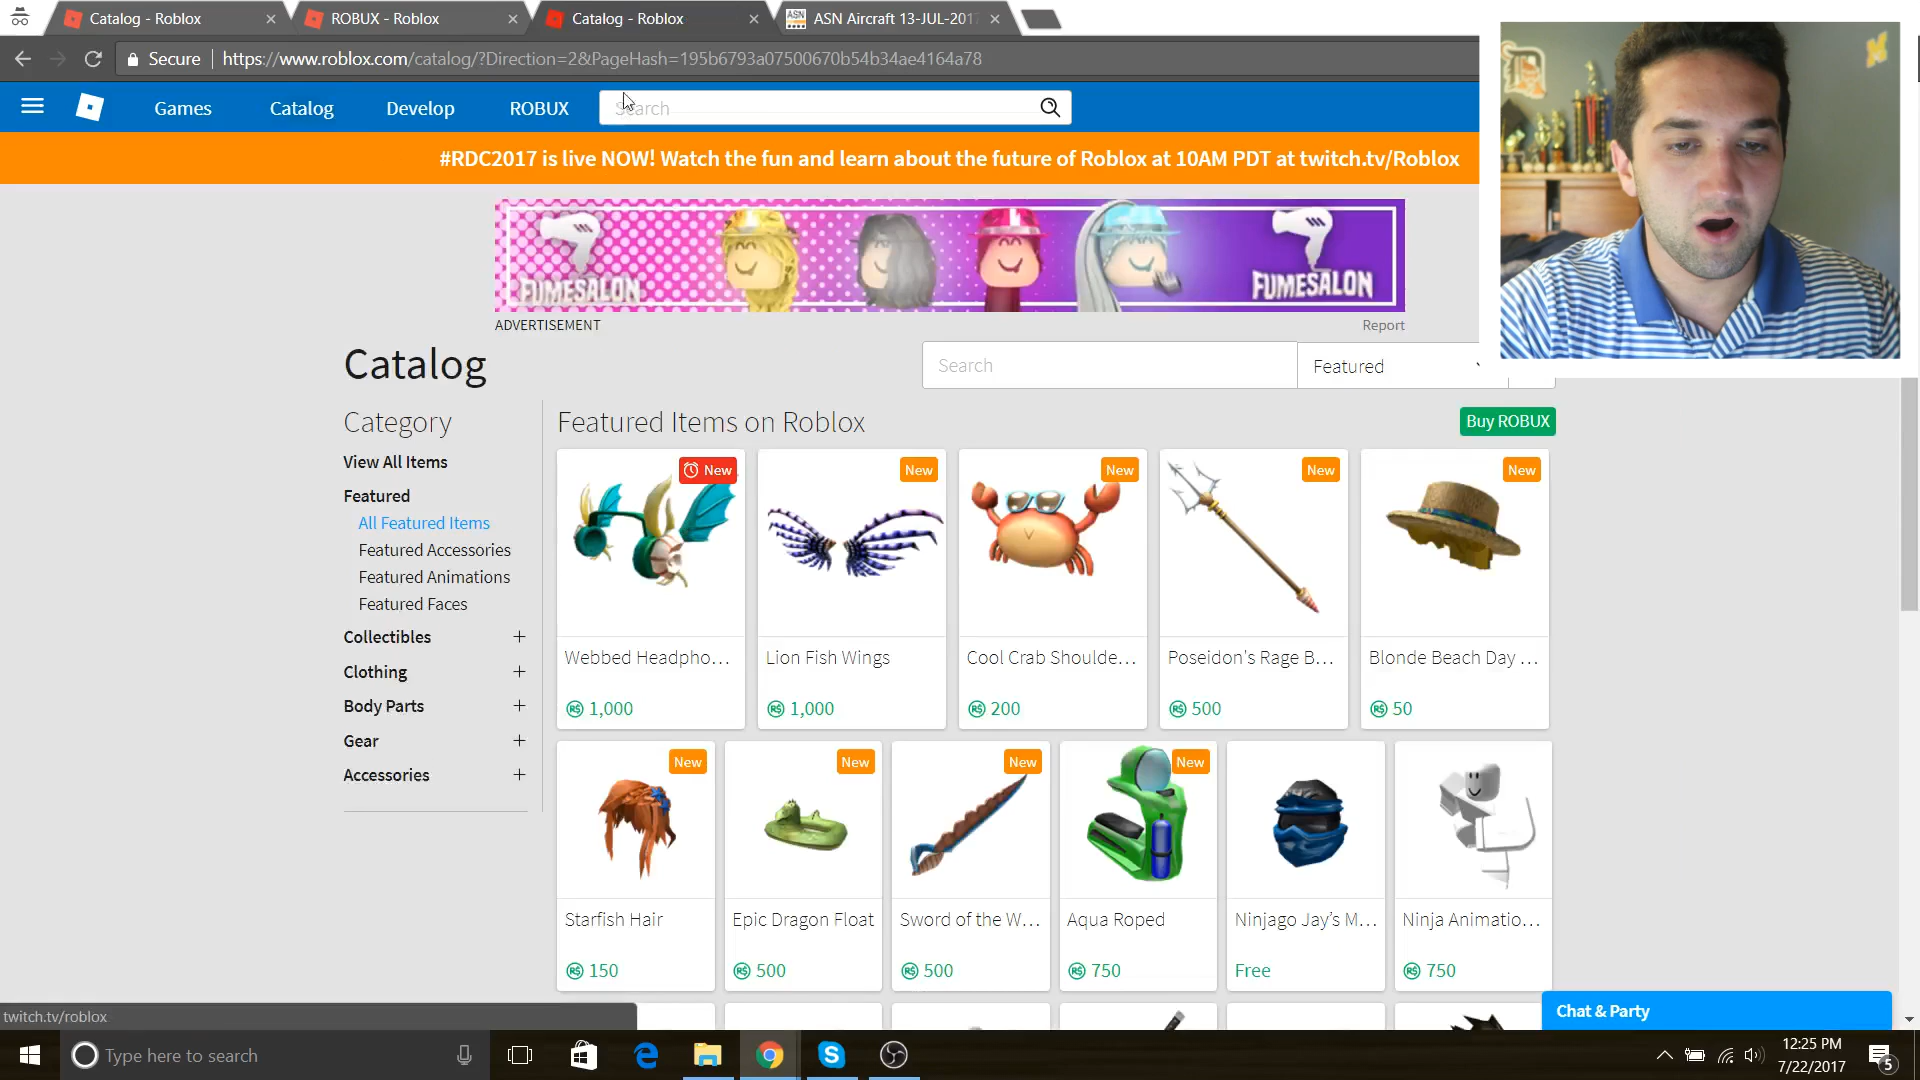 Catalog - Roblox
ROBUX - Roblox
Catalog - Roblox
ASN Aircraft 13-JUL-2017
Secure
https://www.roblox.com/catalog/?Direction=2&PageHash=195b6793a07500670b54b34ae4164a78
Games
Catalog
Develop
ROBUX
Search
#RDC2017 is live NOW! Watch the fun and learn about the future of Roblox at 10AM PDT at twitch.tv/Roblox
FUMESALON
FUMESALON
ADVERTISEMENT
Report
Catalog
Search
Featured
Category
Featured Items on Roblox
Buy ROBUX
View All Items
Featured
All Featured Items
Featured Accessories
Featured Animations
Featured Faces
Collectibles +
Clothing +
Body Parts +
Gear +
Accessories +
New
New
New
New
New
Webbed Headpho...
Lion Fish Wings
Cool Crab Shoulde...
Poseidon's Rage B...
Blonde Beach Day ...
R$ 1,000
R$ 1,000
R$ 200
R$ 500
R$ 50
New
New
New
New
Starfish Hair
Epic Dragon Float
Sword of the W...
Aqua Roped
Ninjago Jay's M...
Ninja Animatio...
R$ 150
R$ 500
R$ 500
R$ 750
Free
R$ 750
twitch.tv/roblox
Chat & Party
Type here to search
12:25 PM
7/22/2017
5